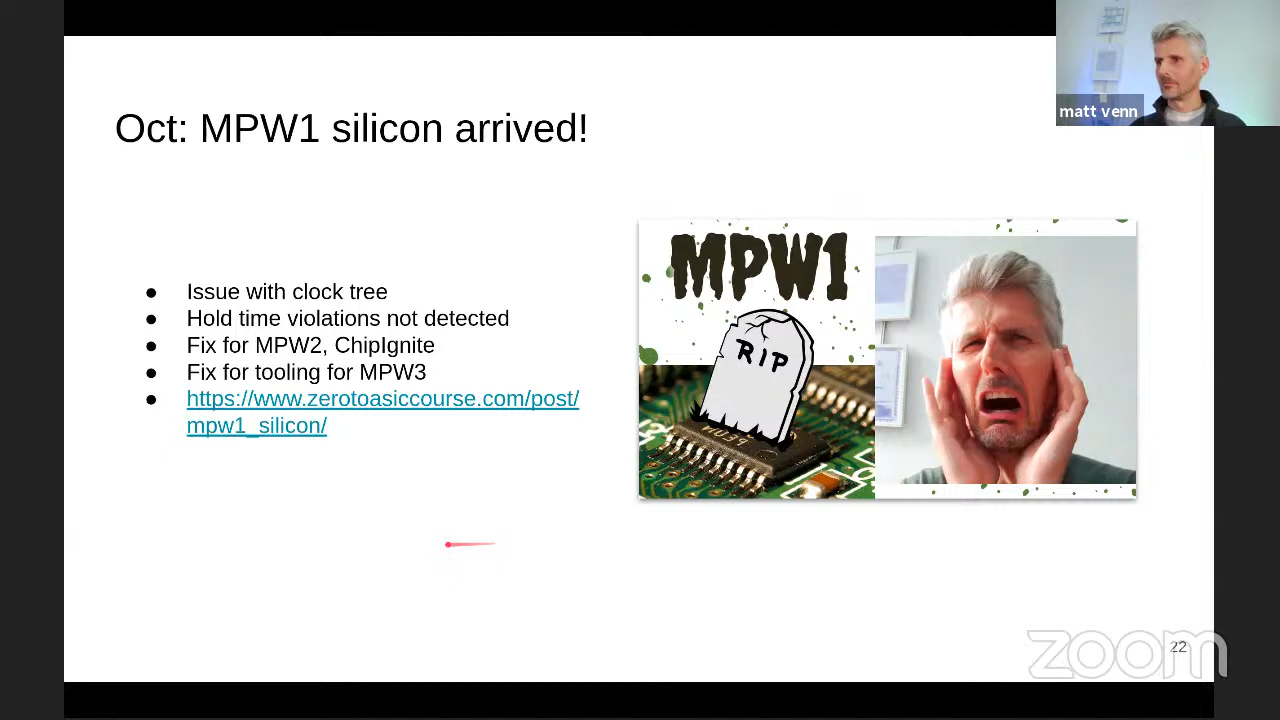 matt venn
Oct: MPW1 silicon arrived!
● Issue with clock tree
● Hold time violations not detected
● Fix for MPW2, ChipIgnite
● Fix for tooling for MPW3
● https://www.zerotoasiccourse.com/post/
mpw1_silicon/
MPW1
RIP
zoom
22